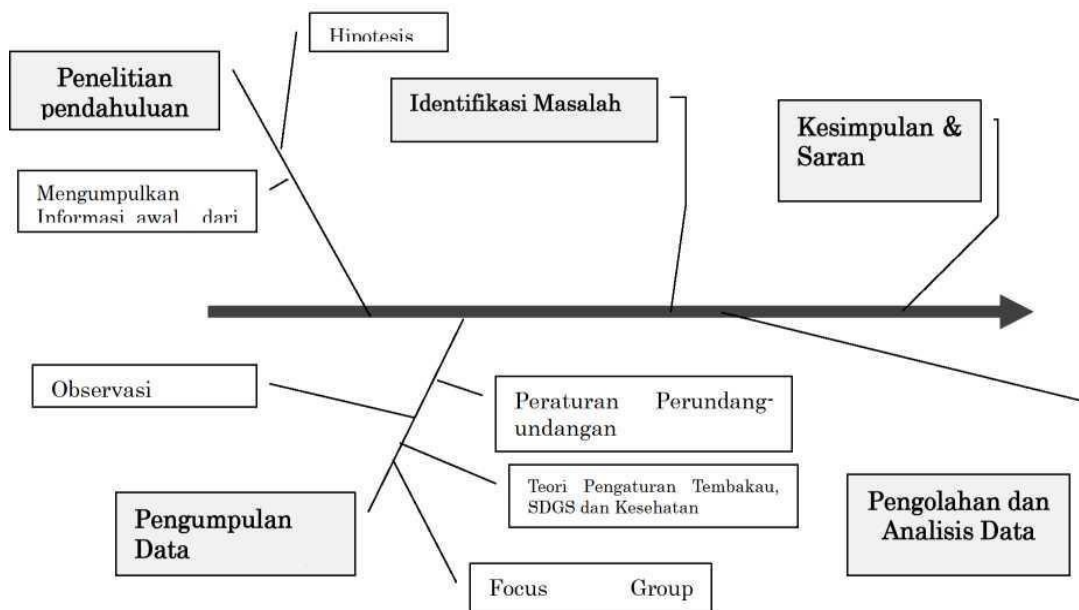 Hipotesis
Penelitian
pendahuluan
Identifikasi Masalah
Kesimpulan &
Saran
Mengumpulkan
Informasi awal dari
Observasi
Peraturan Perundang-
undangan
Teori Pengaturan Tembakau,
SDGS dan Kesehatan
Pengumpulan
Data
Pengolahan dan
Analisis Data
Focus Group